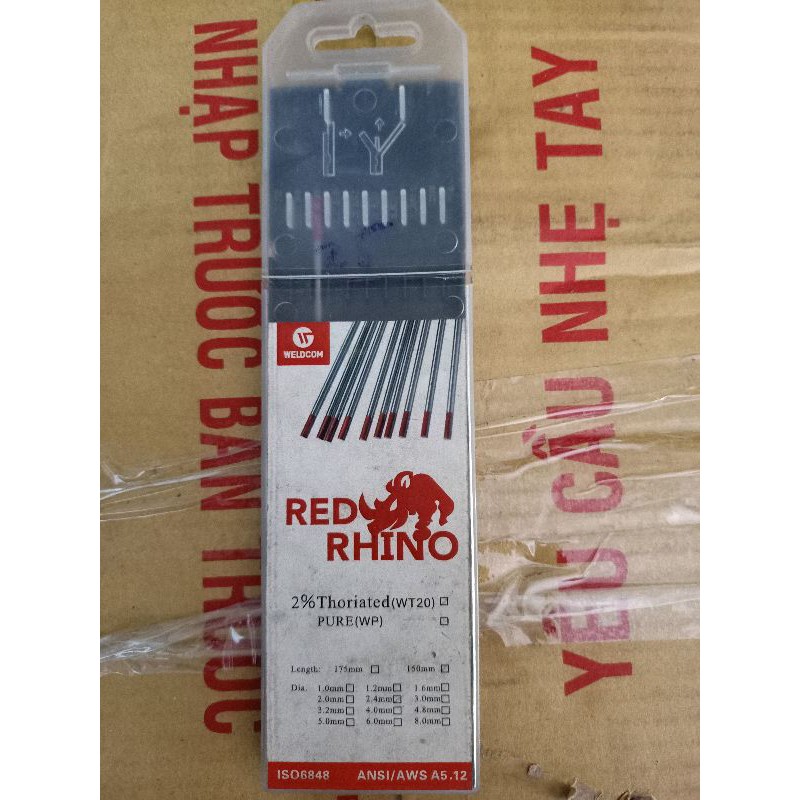 NHẬP TRƯỚC BÁN TRƯỚC
YÊU CẦU NHẸ TAY
WELDCOM
RED
RHINO
2%Thoriated(WT20) □
PURE(WP) □
Length: 175mm □ 150mm □
Dia. 1.0mm □ 1.2mm □ 1.6mm □
2.0mm □ 2.4mm □ 3.0mm □
3.2mm □ 4.0mm □ 4.8mm □
5.0mm □ 6.0mm □ 8.0mm □
ISO6848 ANSI/AWS A5.12